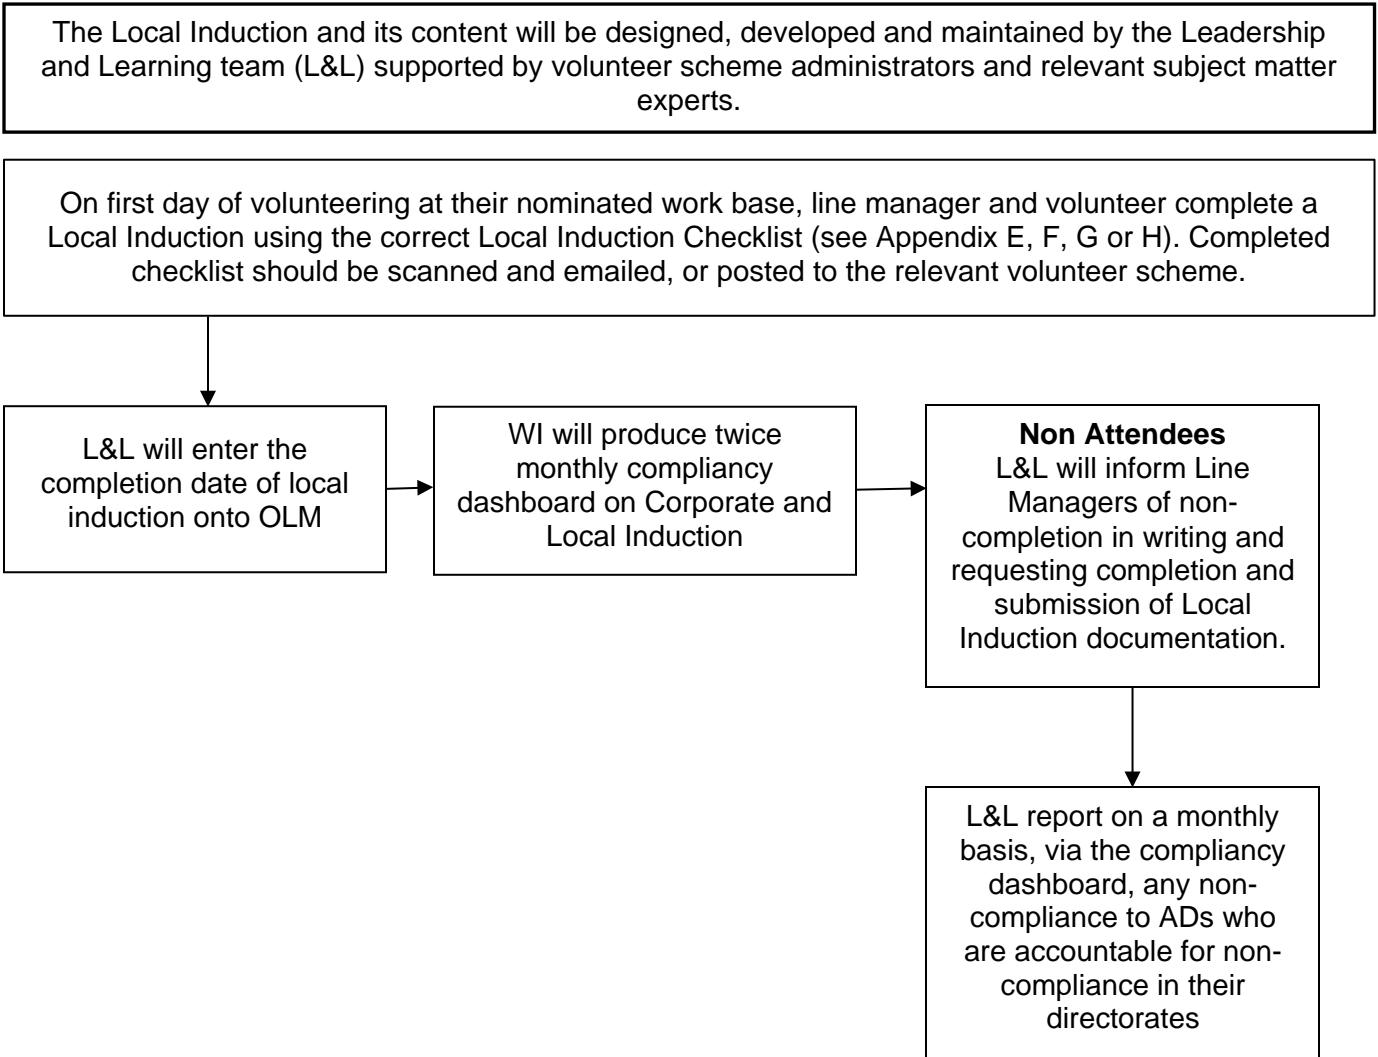 The Local Induction and its content will be designed, developed and maintained by the Leadership
and Learning team (L&L) supported by volunteer scheme administrators and relevant subject matter
experts.
On first day of volunteering at their nominated work base, line manager and volunteer complete a
Local Induction using the correct Local Induction Checklist (see Appendix E, F, G or H). Completed
checklist should be scanned and emailed, or posted to the relevant volunteer scheme.
L&L will enter the
completion date of local
induction onto OLM
WI will produce twice
monthly compliancy
dashboard on Corporate and
Local Induction
Non Attendees
L&L will inform Line
Managers of non-
completion in writing and
requesting completion and
submission of Local
Induction documentation.
L&L report on a monthly
basis, via the compliancy
dashboard, any non-
compliance to ADs who
are accountable for non-
compliance in their
directorates